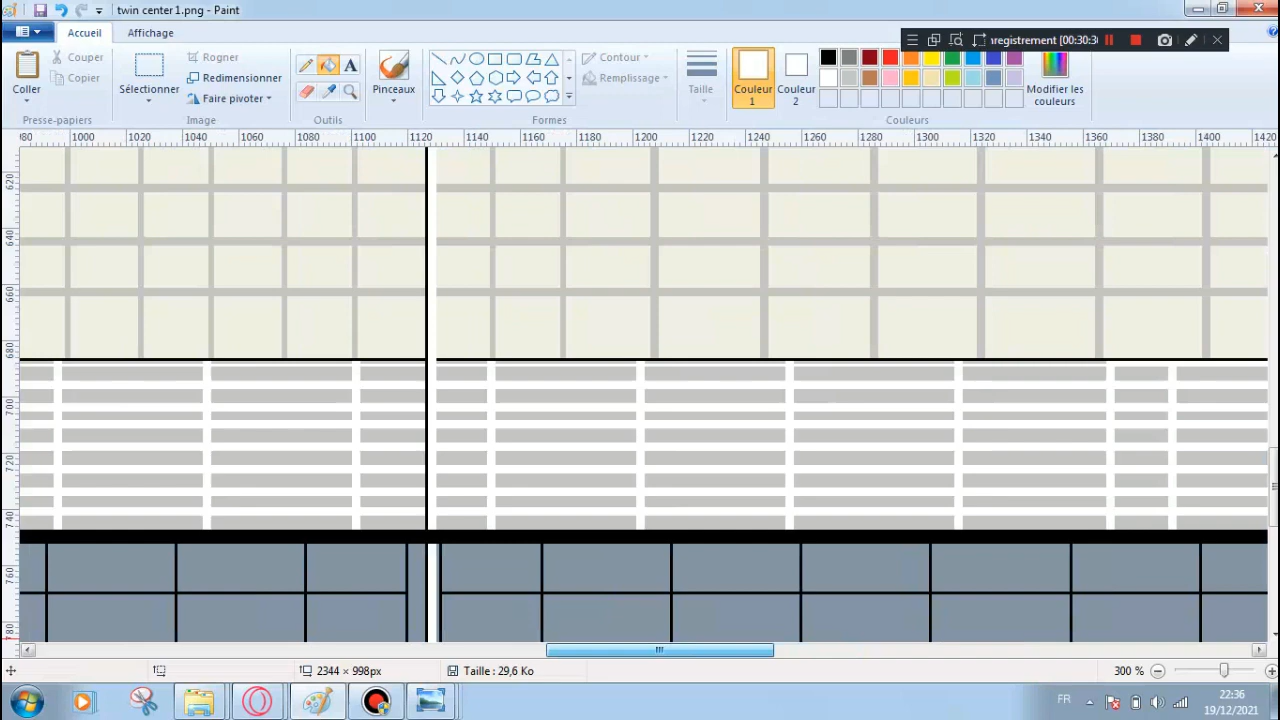 twin center 1.png - Paint
Accueil
Affichage
nregistrement [00:30:3
Coller
Couper
Copier
Presse-papiers
Sélectionner
Rogner
Redimensionner
Faire pivoter
Image
A
Outils
Pinceaux
Contour
Remplissage
Formes
Taille
Couleur 1
Couleur 2
Modifier les couleurs
Couleurs
80 1000 1020 1040 1060 1080 1100 1120 1140 1160 1180 1200 1220 1240 1260 1280 1300 1320 1340 1360 1380 1400 1420
620
640
660
680
700
720
740
760
780
2344 × 998px
Taille : 29,6 Ko
300 %
FR
22:36
19/12/2021